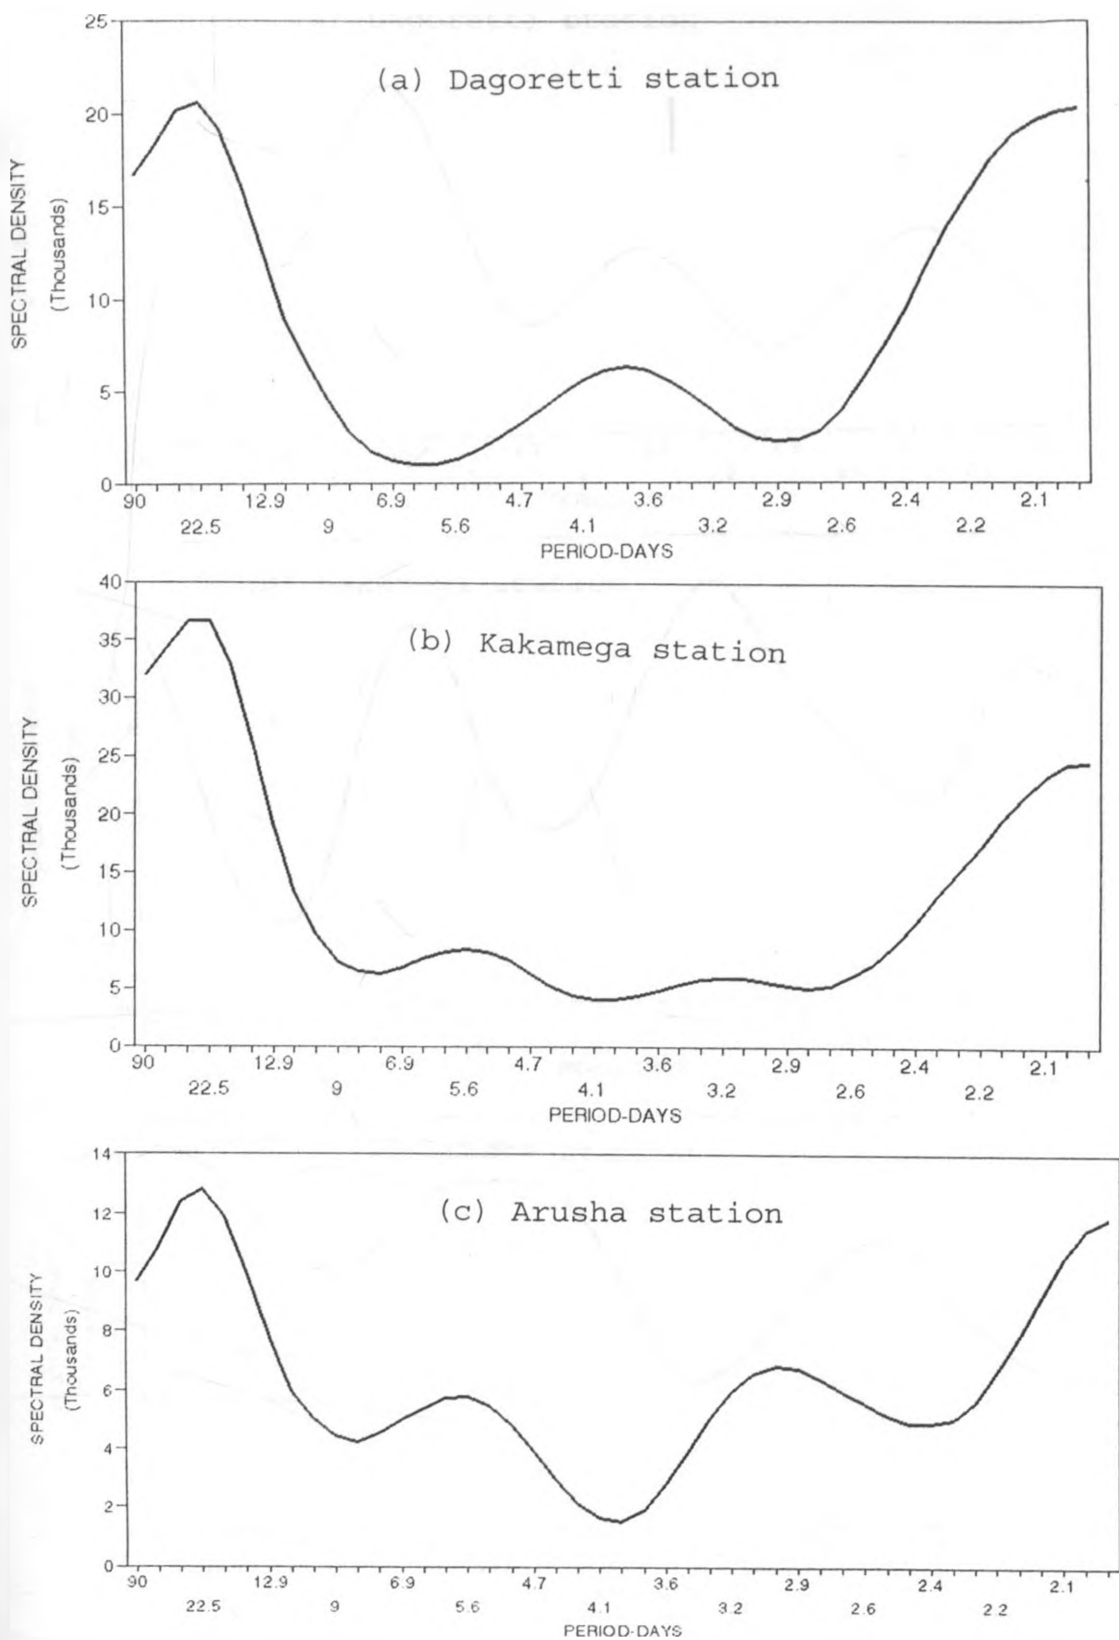 (a) Dagoretti station
SPECTRAL DENSITY
(Thousands)
25
20
15
10
5
0
90 12.9 6.9 4.7 3.6 2.9 2.4 2.1
22.5 9 5.6 4.1 3.2 2.6 2.2
PERIOD-DAYS
(b) Kakamega station
SPECTRAL DENSITY
(Thousands)
40
35
30
25
20
15
10
5
0
90 12.9 6.9 4.7 3.6 2.9 2.4 2.1
22.5 9 5.6 4.1 3.2 2.6 2.2
PERIOD-DAYS
(c) Arusha station
SPECTRAL DENSITY
(Thousands)
14
12
10
8
6
4
2
0
90 12.9 6.9 4.7 3.6 2.9 2.4 2.1
22.5 9 5.6 4.1 3.2 2.6 2.2
PERIOD-DAYS